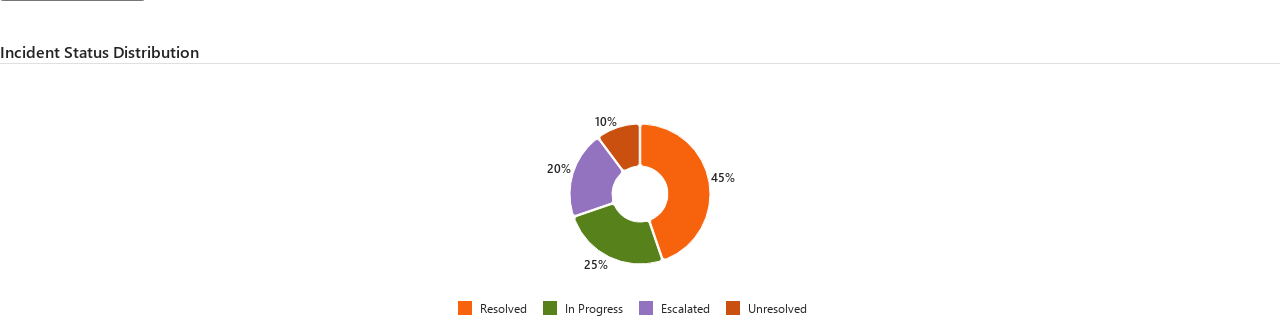 Incident Status Distribution
10%
20%
45%
25%
Resolved In Progress Escalated Unresolved